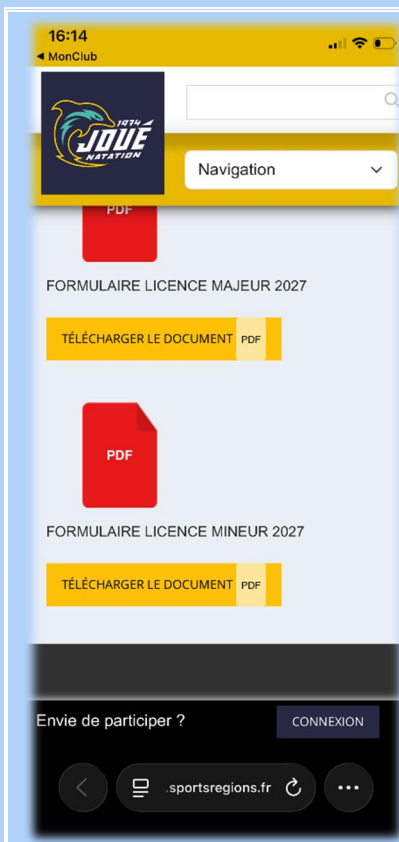 16:14
◀ MonClub
1974
JOUÉ
NATATION
Navigation
PDF
FORMULAIRE LICENCE MAJEUR 2027
TÉLÉCHARGER LE DOCUMENT PDF
PDF
FORMULAIRE LICENCE MINEUR 2027
TÉLÉCHARGER LE DOCUMENT PDF
Envie de participer ?
CONNEXION
.sportsregions.fr